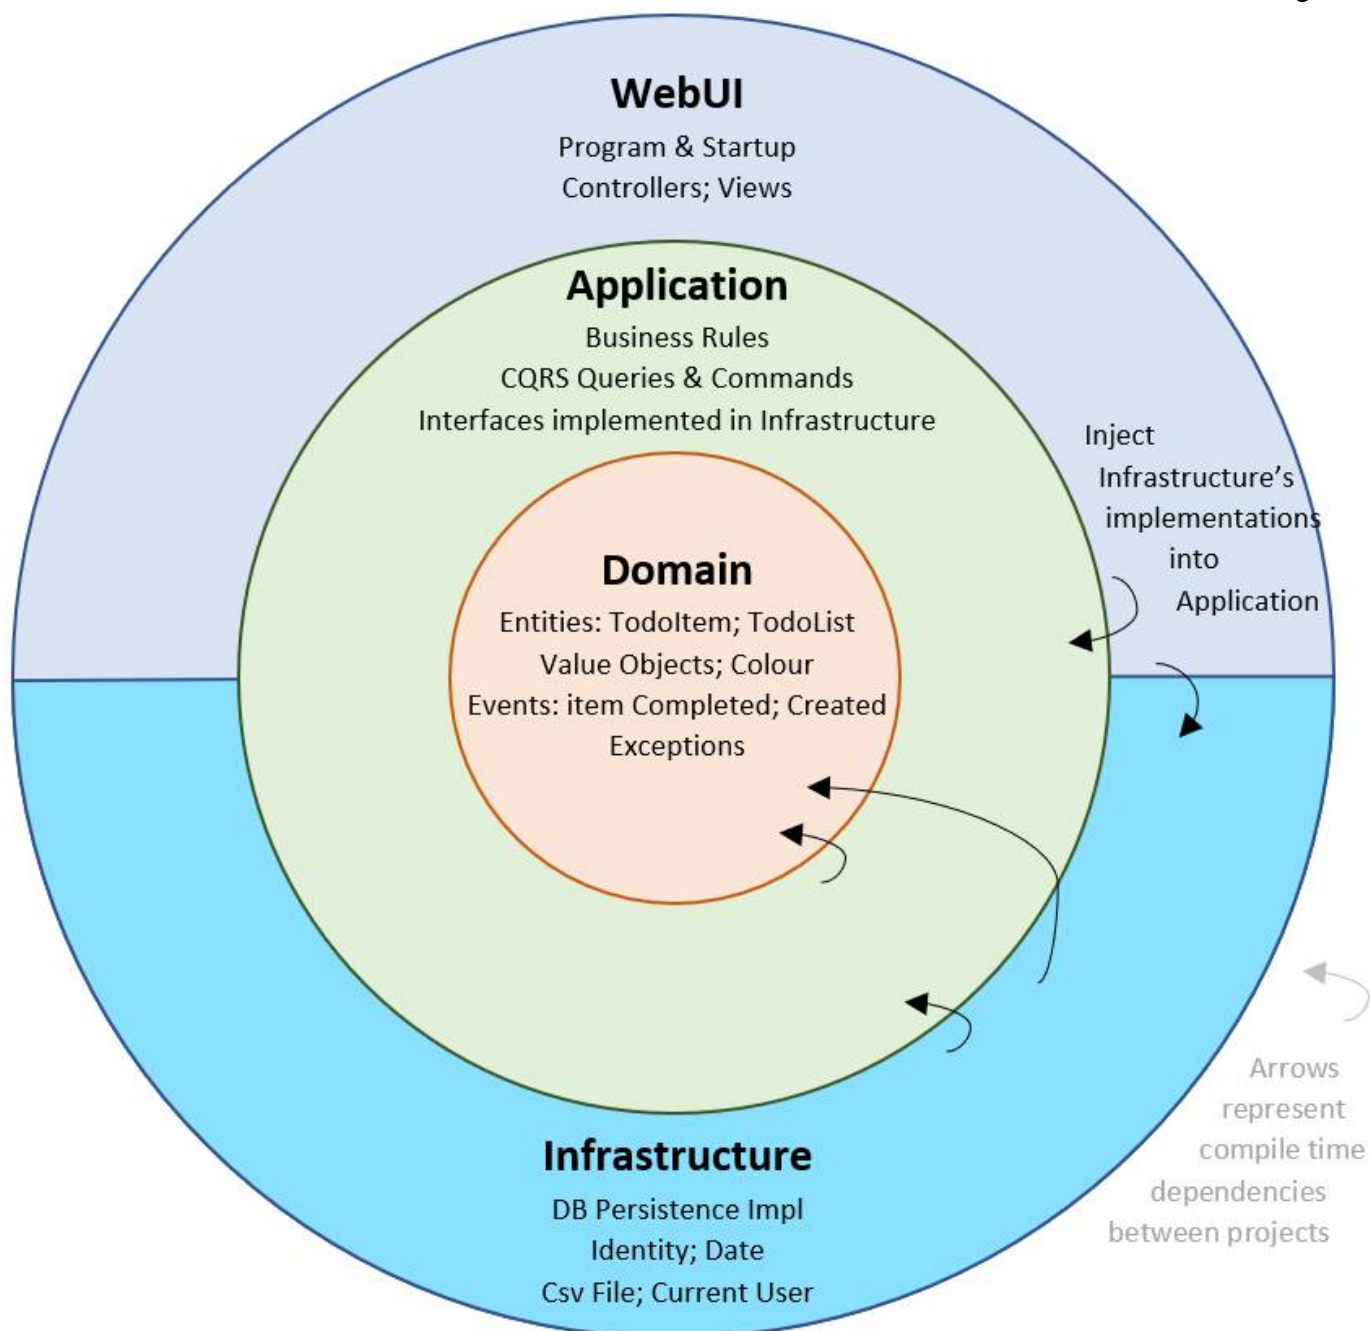 WebUI
Program & Startup
Controllers; Views
Application
Business Rules
CQRS Queries & Commands
Interfaces implemented in Infrastructure
Inject
Infrastructure’s
implementations
into
Application
Domain
Entities: TodoItem; TodoList
Value Objects; Colour
Events: item Completed; Created
Exceptions
Arrows
represent
compile time
dependencies
between projects
Infrastructure
DB Persistence Impl
Identity; Date
Csv File; Current User